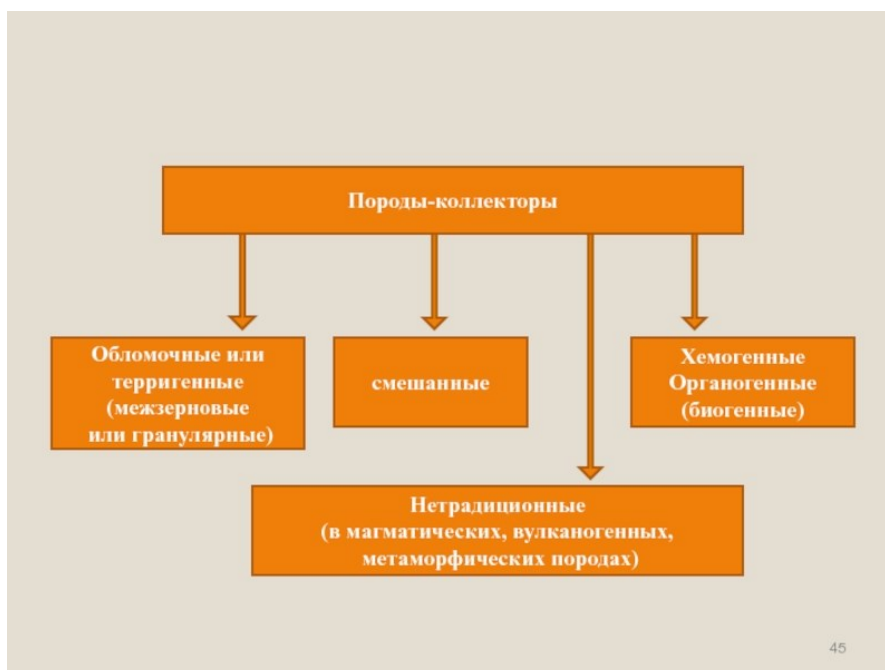 Породы-коллекторы
Обломочные или
терригенные
(межзерновые
или гранулярные)
смешанные
Хемогенные
Органогенные
(биогенные)
Нетрадиционные
(в магматических, вулканогенных,
метаморфических породах)
45